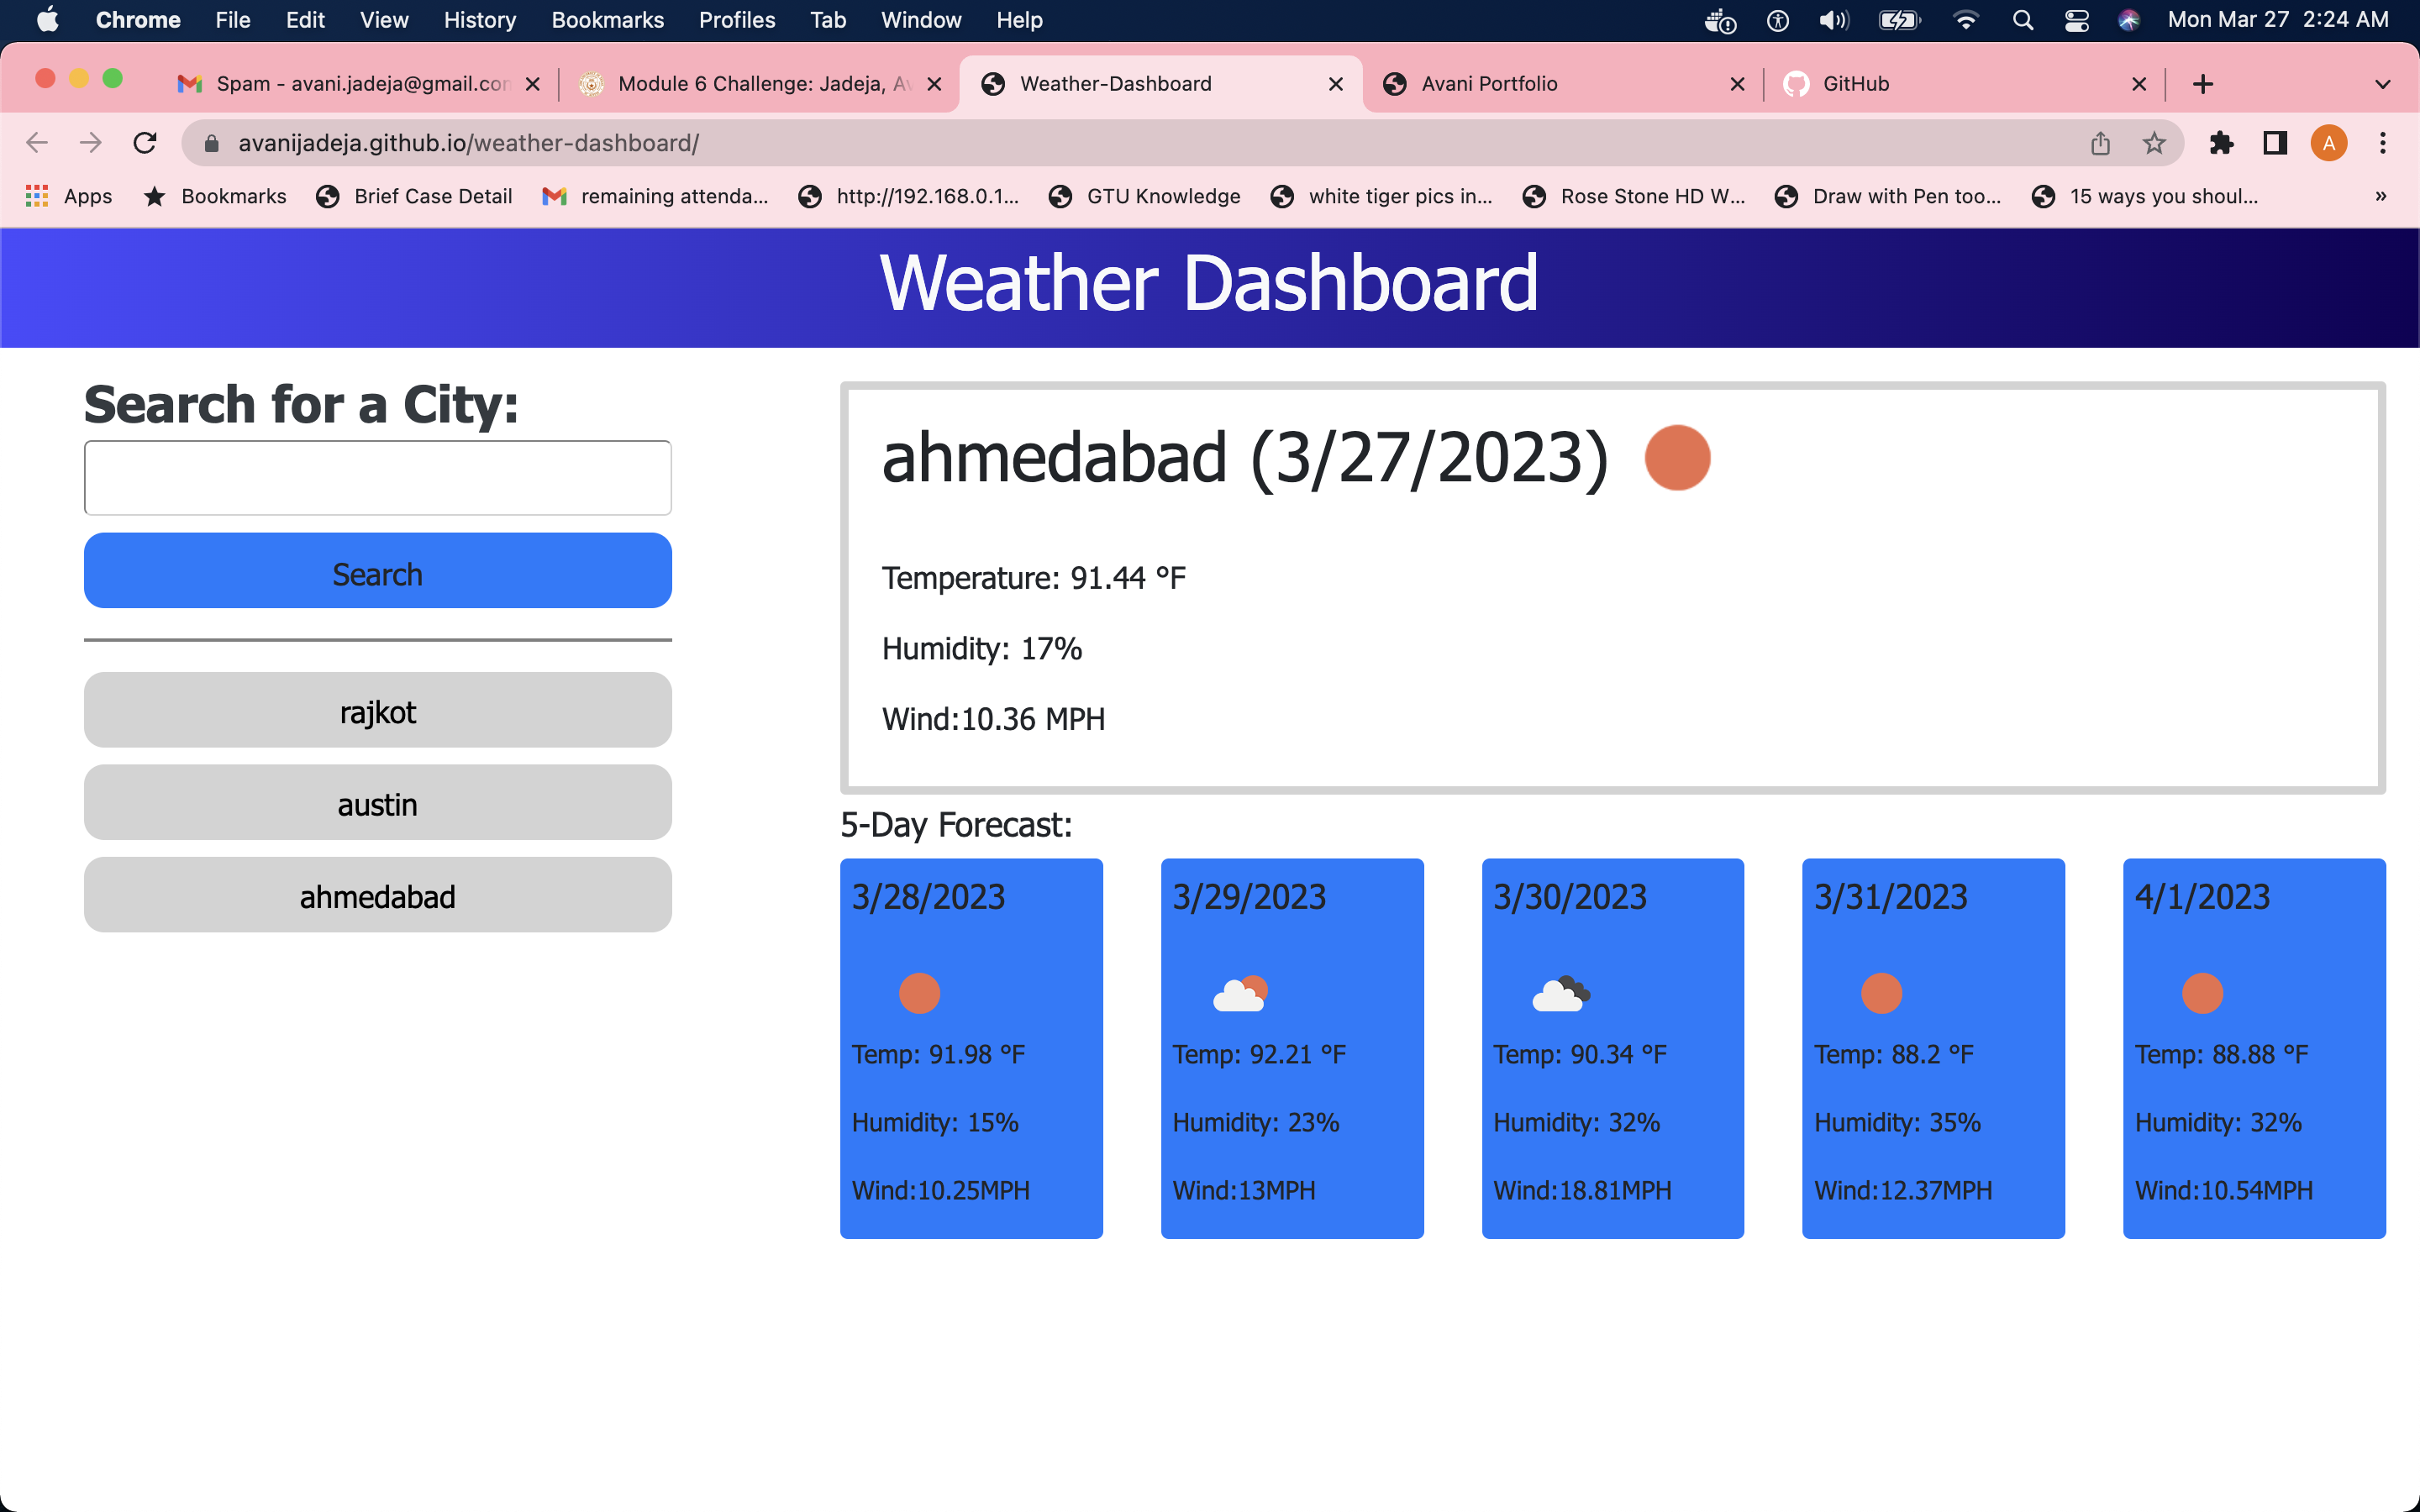 Chrome File Edit View History Bookmarks Profiles Tab Window Help Mon Mar 27 2:24 AM
Spam - avani.jadeja@gmail.con Module 6 Challenge: Jadeja, Av Weather-Dashboard Avani Portfolio GitHub
avanijadeja.github.io/weather-dashboard/ A
Apps Bookmarks Brief Case Detail remaining attenda... http://192.168.0.1... GTU Knowledge white tiger pics in... Rose Stone HD W... Draw with Pen too... 15 ways you shoul... »
Weather Dashboard
Search for a City:
Search
rajkot
austin
ahmedabad
ahmedabad (3/27/2023)
Temperature: 91.44 °F
Humidity: 17%
Wind:10.36 MPH
5-Day Forecast:
3/28/2023
Temp: 91.98 °F
Humidity: 15%
Wind:10.25MPH
3/29/2023
Temp: 92.21 °F
Humidity: 23%
Wind:13MPH
3/30/2023
Temp: 90.34 °F
Humidity: 32%
Wind:18.81MPH
3/31/2023
Temp: 88.2 °F
Humidity: 35%
Wind:12.37MPH
4/1/2023
Temp: 88.88 °F
Humidity: 32%
Wind:10.54MPH